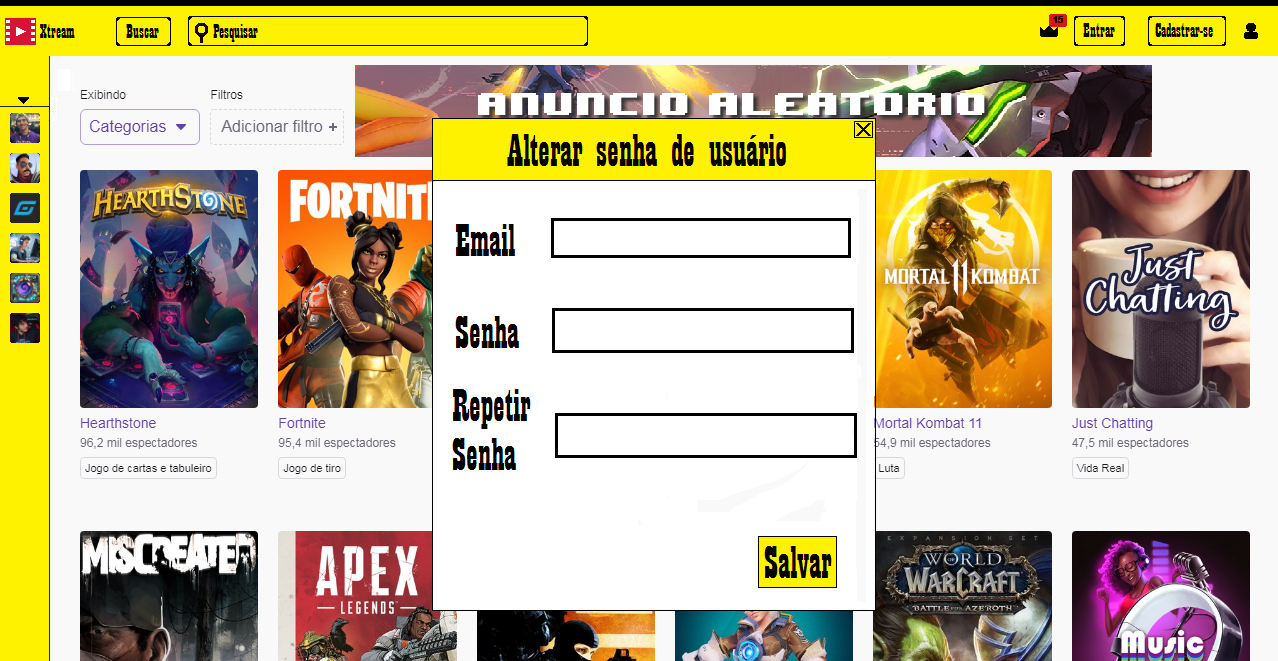 Xtream
Buscar
Pesquisar
15
Entrar
Cadastrar-se
Exibindo
Filtros
Categorias
Adicionar filtro +
ANUNCIO ALEATORIO
Alterar senha de usuário
Email
Senha
Repetir
Senha
Salvar
HEARTHSTONE
FORTNITE
MORTAL KOMBAT
11
Just
Chatting
Hearthstone
96,2 mil espectadores
Jogo de cartas e tabuleiro
Fortnite
95,4 mil espectadores
Jogo de tiro
Mortal Kombat 11
54,9 mil espectadores
Luta
Just Chatting
47,5 mil espectadores
Vida Real
MISCREATED
APEX
LEGENDS
EXPANSION SET
WORLD
WARCRAFT
BATTLE FOR AZEROTH
Music